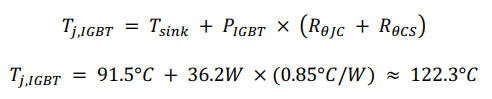 T_{j,IGBT} = T_{sink} + P_{IGBT} × (R_{θJC} + R_{θCS})
T_{j,IGBT} = 91.5°C + 36.2W × (0.85°C/W) ≈ 122.3°C